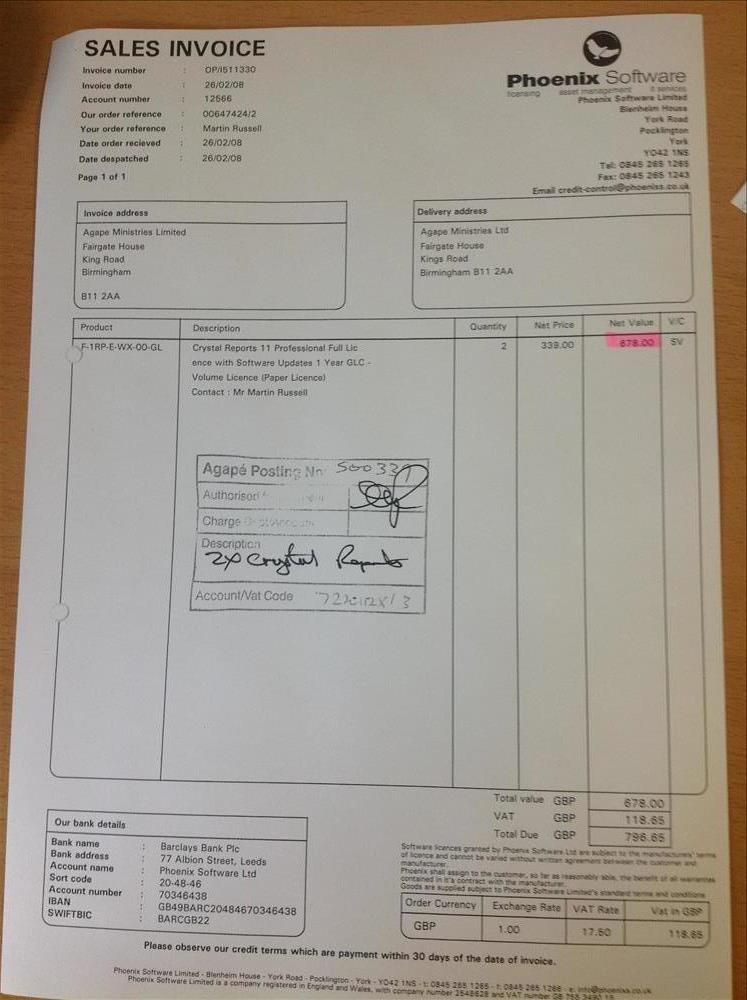 SALES INVOICE
Invoice number : OP/I511330
Invoice date : 26/02/08
Account number : 12566
Our order reference : 00647424/2
Your order reference : Martin Russell
Date order recieved : 26/02/08
Date despatched : 26/02/08
Page 1 of 1
Phoenix Software
licensing asset management it services
Phoenix Software Limited
Blenheim House
York Road
Pocklington
York
YO42 1NS
Tel: 0845 265 1265
Fax: 0845 265 1243
Email credit-control@phoenixs.co.uk
Invoice address
Agape Ministries Limited
Fairgate House
King Road
Birmingham
B11 2AA
Delivery address
Agape Ministries Ltd
Fairgate House
Kings Road
Birmingham B11 2AA
Product Description Quantity Net Price Net Value V/C
F-1RP-E-WX-00-GL Crystal Reports 11 Professional Full Lic 2 339.00 678.00 SV
ence with Software Updates 1 Year GLC -
Volume Licence (Paper Licence)
Contact : Mr Martin Russell
Agapé Posting No
Authorised
Charge
Description
2x Crystal Reports
Account/Vat Code
Total value GBP 678.00
VAT GBP 118.65
Total Due GBP 796.65
Our bank details
Bank name : Barclays Bank Plc
Bank address : 77 Albion Street, Leeds
Account name : Phoenix Software Ltd
Sort code : 20-48-46
Account number : 70346438
IBAN : GB49BARC20484670346438
SWIFTBIC : BARCGB22
Software licences granted by Phoenix Software Ltd are subject to the manufacturers' terms
of licence and cannot be varied without written agreement between the customer and
manufacturer.
Phoenix shall assign to the customer, so far as reasonably able, the benefit of all warranties
contained in it's contract with the manufacturer.
Goods are supplied subject to Phoenix Software Limited's standard terms and conditions
Order Currency Exchange Rate VAT Rate Vat in GBP
GBP 1.00 17.50 118.65
Please observe our credit terms which are payment within 30 days of the date of invoice.
Phoenix Software Limited - Blenheim House - York Road - Pocklington - York - YO42 1NS - t: 0845 265 1265 - f: 0845 265 1266 - e: info@phoenixs.co.uk
Phoenix Software Limited is a company registered in England and Wales, with company number 2548628 and VAT number